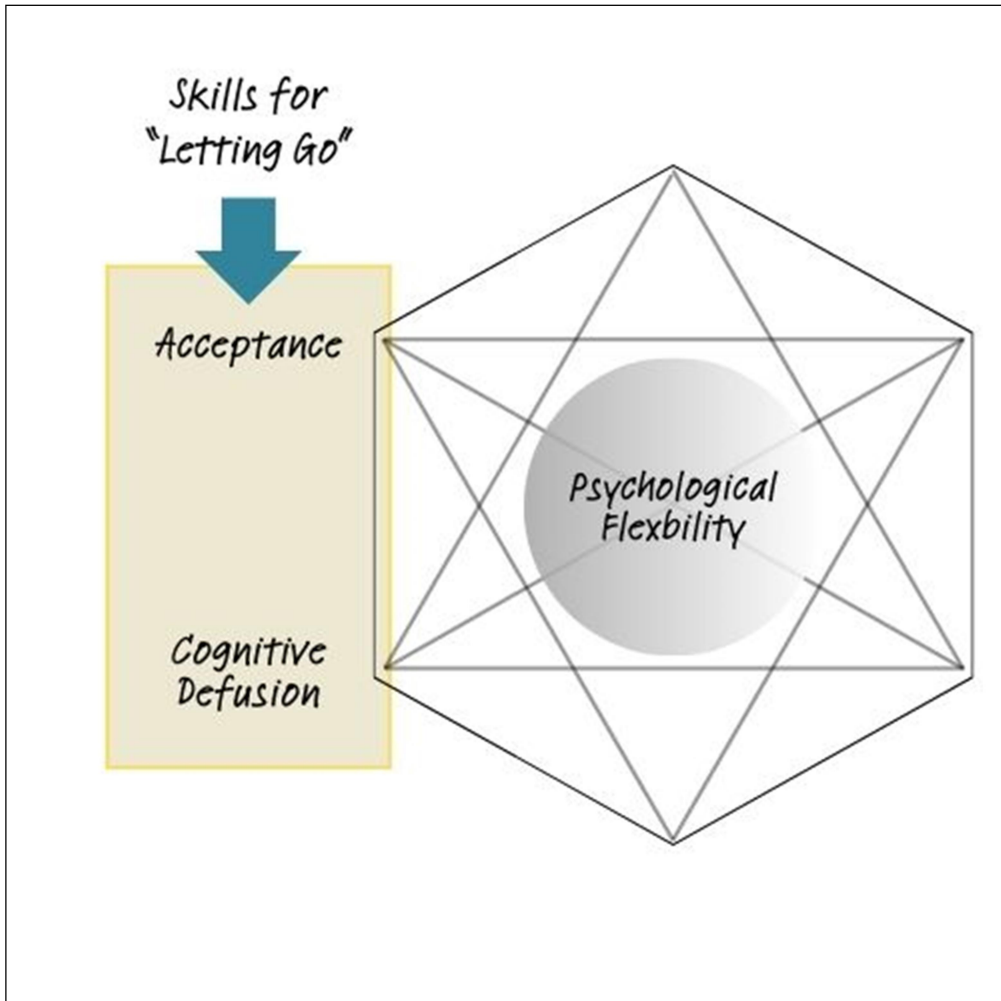 Skills for
"Letting Go"
Acceptance
Psychological
Flexbility
Cognitive
Defusion